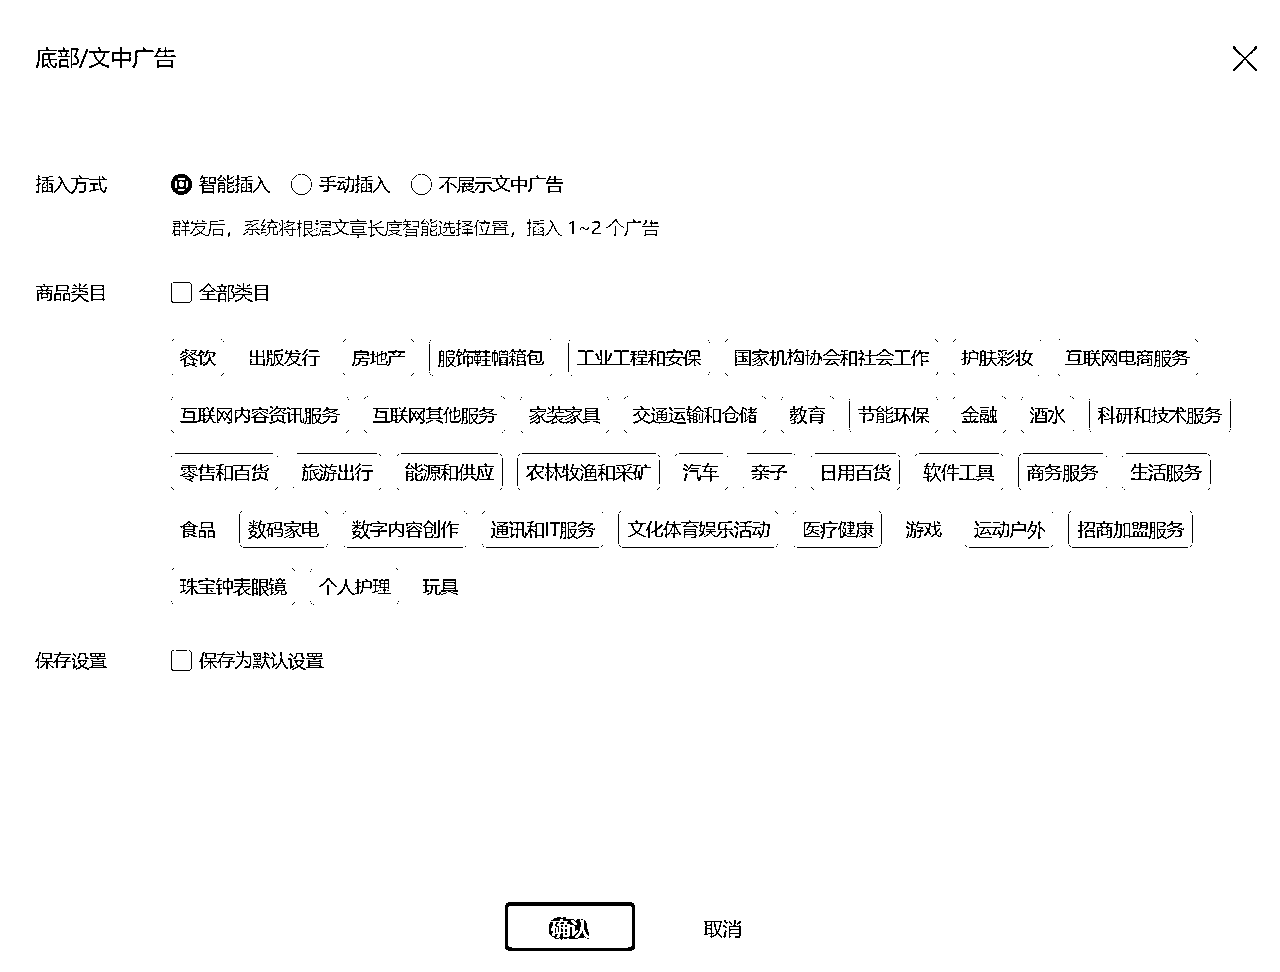 底部/文中广告
插入方式 智能插入 手动插入 不展示文中广告
群发后，系统将根据文章长度智能选择位置，插入 1~2 个广告
商品类目 全部类目
餐饮 出版发行 房地产 服饰鞋帽箱包 工业工程和安保 国家机构协会和社会工作 护肤彩妆 互联网电商服务
互联网内容资讯服务 互联网其他服务 家装家具 交通运输和仓储 教育 节能环保 金融 酒水 科研和技术服务
零售和百货 旅游出行 能源和供应 农林牧渔和采矿 汽车 亲子 日用百货 软件工具 商务服务 生活服务
食品 数码家电 数字内容创作 通讯和IT服务 文化体育娱乐活动 医疗健康 游戏 运动户外 招商加盟服务
珠宝钟表眼镜 个人护理 玩具
保存设置 保存为默认设置
确认 取消